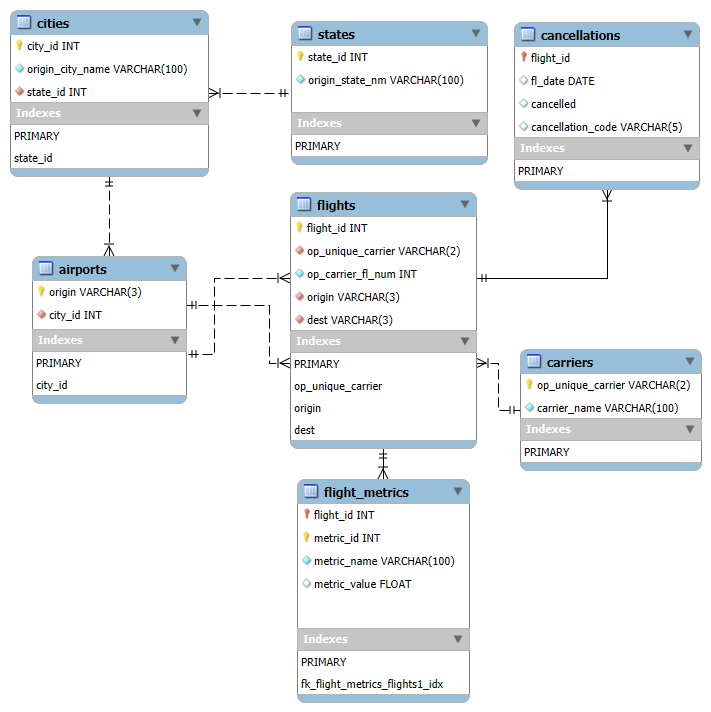 cities
city_id INT
origin_city_name VARCHAR(100)
state_id INT
Indexes
PRIMARY
state_id
states
state_id INT
origin_state_nm VARCHAR(100)
Indexes
PRIMARY
cancellations
flight_id
fl_date DATE
cancelled
cancellation_code VARCHAR(5)
Indexes
PRIMARY
airports
origin VARCHAR(3)
city_id INT
Indexes
PRIMARY
city_id
flights
flight_id INT
op_unique_carrier VARCHAR(2)
op_carrier_fl_num INT
origin VARCHAR(3)
dest VARCHAR(3)
Indexes
PRIMARY
op_unique_carrier
origin
dest
carriers
op_unique_carrier VARCHAR(2)
carrier_name VARCHAR(100)
Indexes
PRIMARY
flight_metrics
flight_id INT
metric_id INT
metric_name VARCHAR(100)
metric_value FLOAT
Indexes
PRIMARY
fk_flight_metrics_flights1_idx